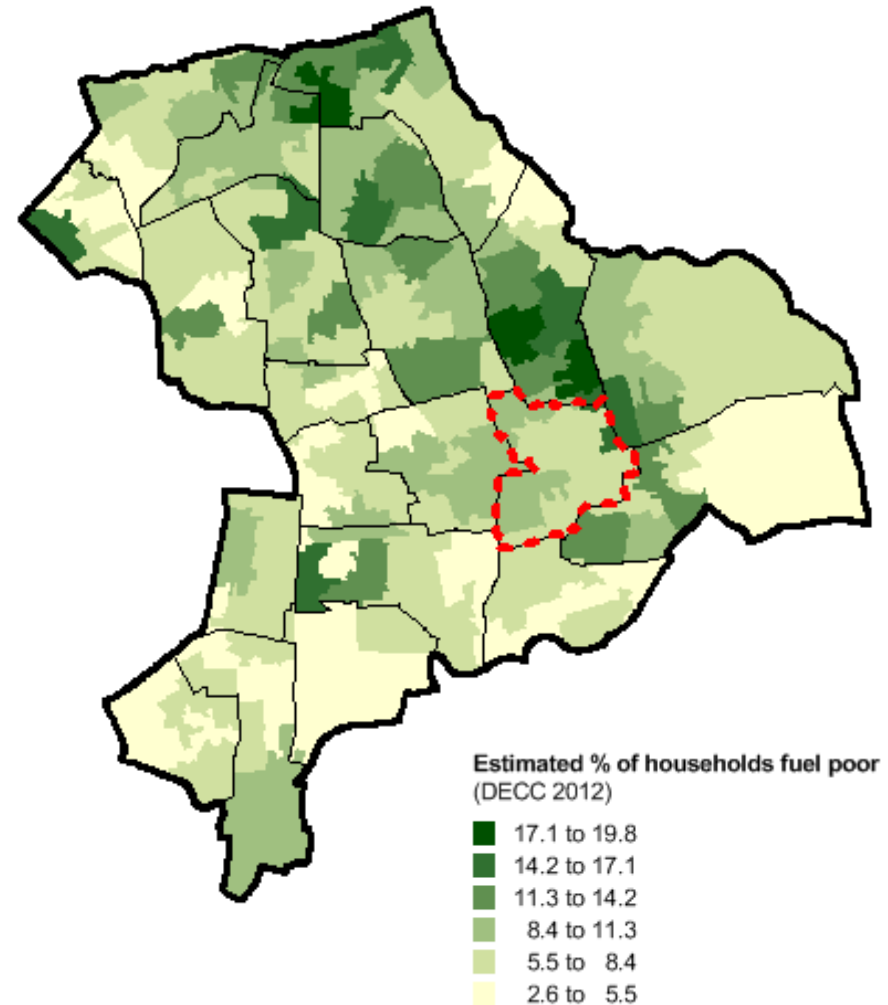 Estimated % of households fuel poor
(DECC 2012)
17.1 to 19.8
14.2 to 17.1
11.3 to 14.2
8.4 to 11.3
5.5 to 8.4
2.6 to 5.5